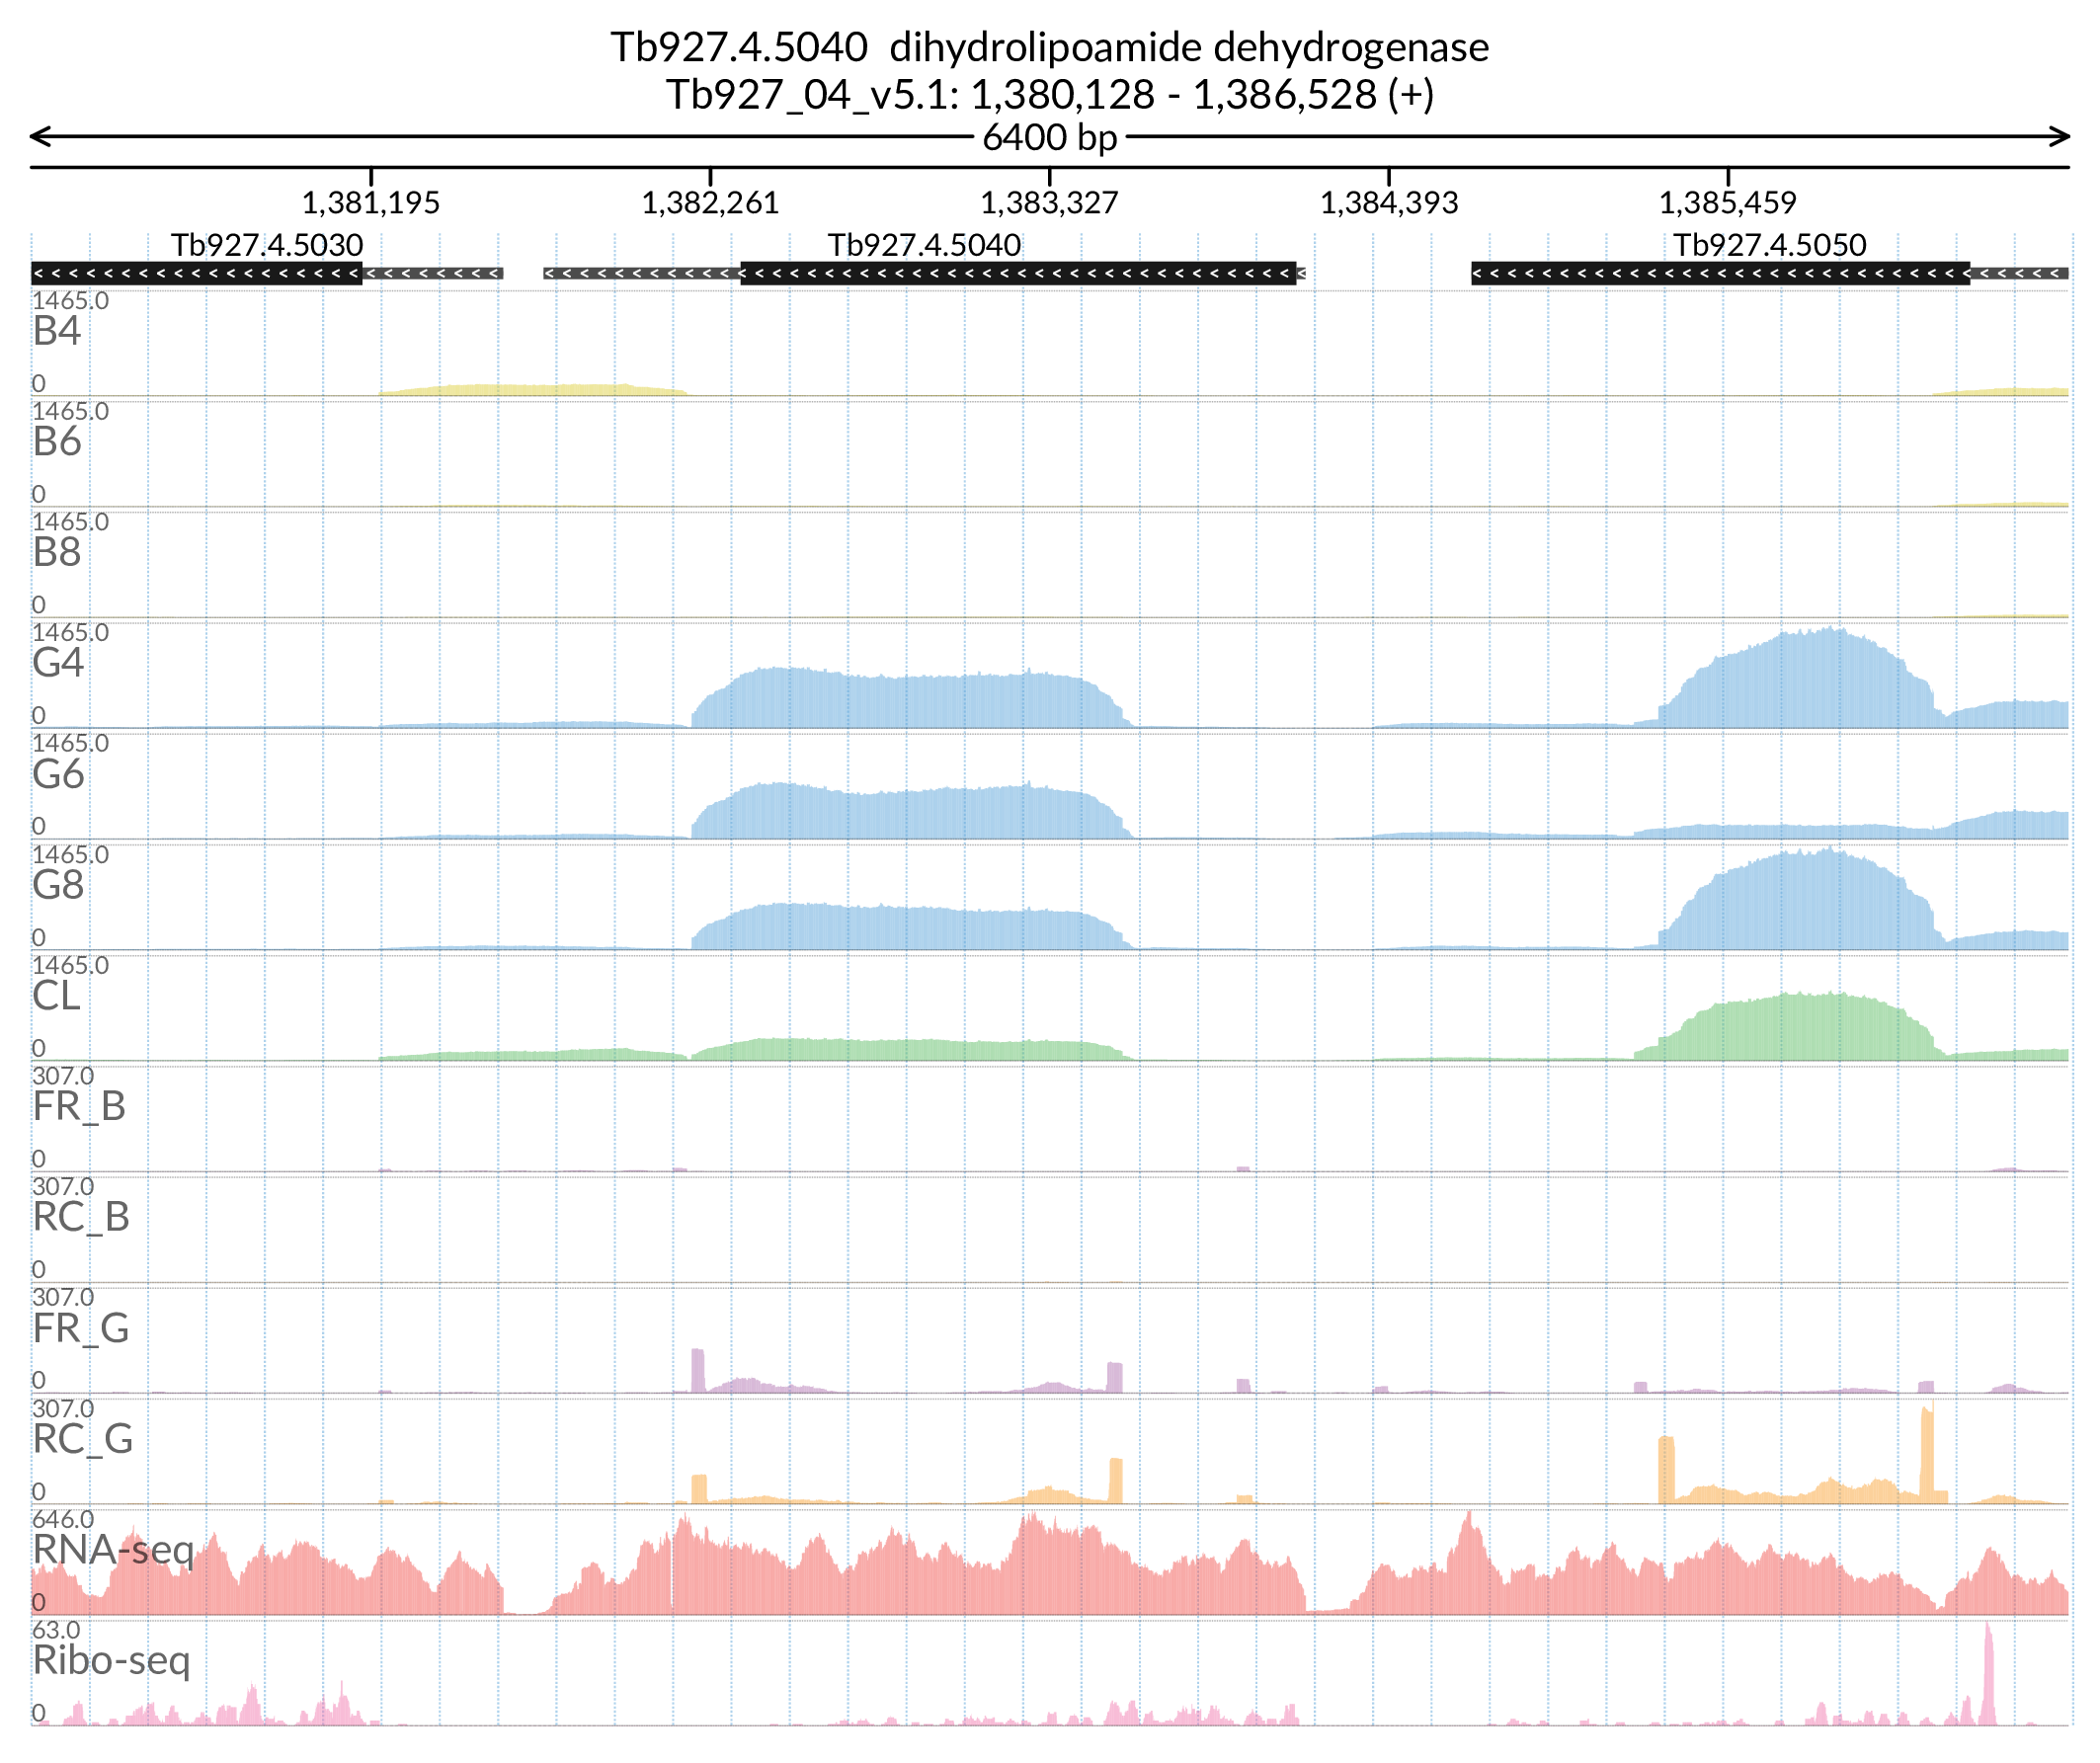 Tb927.4.5040 dihydrolipoamide dehydrogenase
Tb927_04_v5.1: 1,380,128 - 1,386,528 (+)
6400 bp
1,381,195 1,382,261 1,383,327 1,384,393 1,385,459
Tb927.4.5030 Tb927.4.5040 Tb927.4.5050
1465.0
B4
0
1465.0
B6
0
1465.0
B8
0
1465.0
G4
0
1465.0
G6
0
1465.0
G8
0
1465.0
CL
0
307.0
FR_B
0
307.0
RC_B
0
307.0
FR_G
0
307.0
RC_G
0
646.0
RNA-seq
0
63.0
Ribo-seq
0